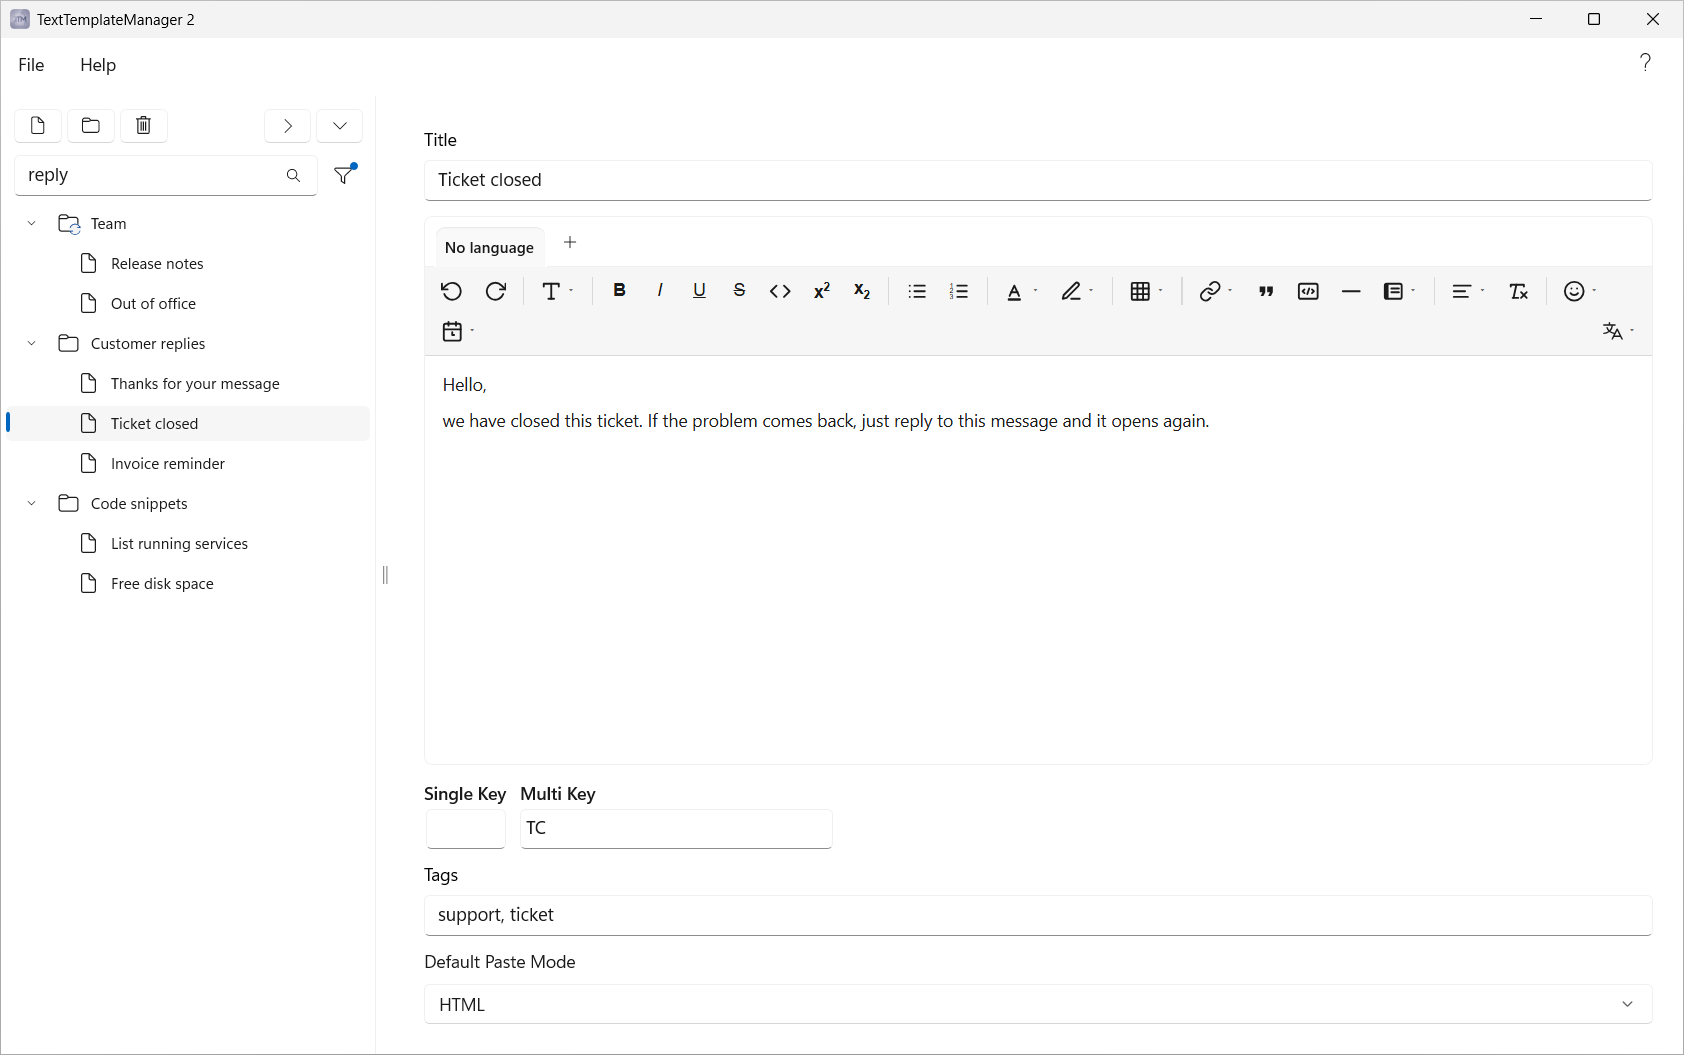 TextTemplateManager 2
File Help
?
reply
Team
Release notes
Out of office
Customer replies
Thanks for your message
Ticket closed
Invoice reminder
Code snippets
List running services
Free disk space
Title
Ticket closed
No language
Hello,
we have closed this ticket. If the problem comes back, just reply to this message and it opens again.
Single Key Multi Key
TC
Tags
support, ticket
Default Paste Mode
HTML